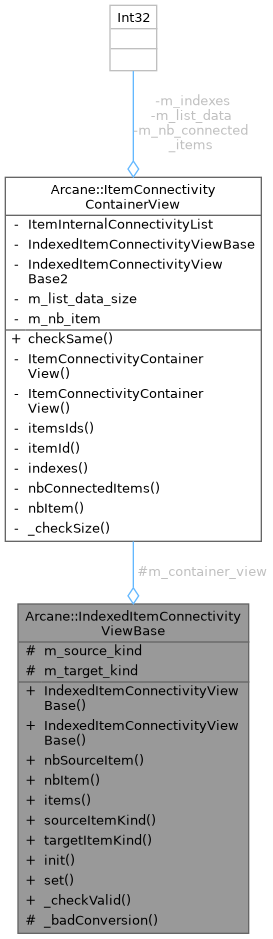 Int32
-m_indexes
-m_list_data
-m_nb_connected
_items
Arcane::ItemConnectivity
ContainerView
- ItemInternalConnectivityList
- IndexedItemConnectivityViewBase
- IndexedItemConnectivityView
Base2
- m_list_data_size
- m_nb_item
+ checkSame()
- ItemConnectivityContainer
View()
- ItemConnectivityContainer
View()
- itemsIds()
- itemId()
- indexes()
- nbConnectedItems()
- nbItem()
- _checkSize()
#m_container_view
Arcane::IndexedItemConnectivity
ViewBase
# m_source_kind
# m_target_kind
+ IndexedItemConnectivityView
Base()
+ IndexedItemConnectivityView
Base()
+ nbSourceItem()
+ nbItem()
+ items()
+ sourceItemKind()
+ targetItemKind()
+ init()
+ set()
+ _checkValid()
# _badConversion()